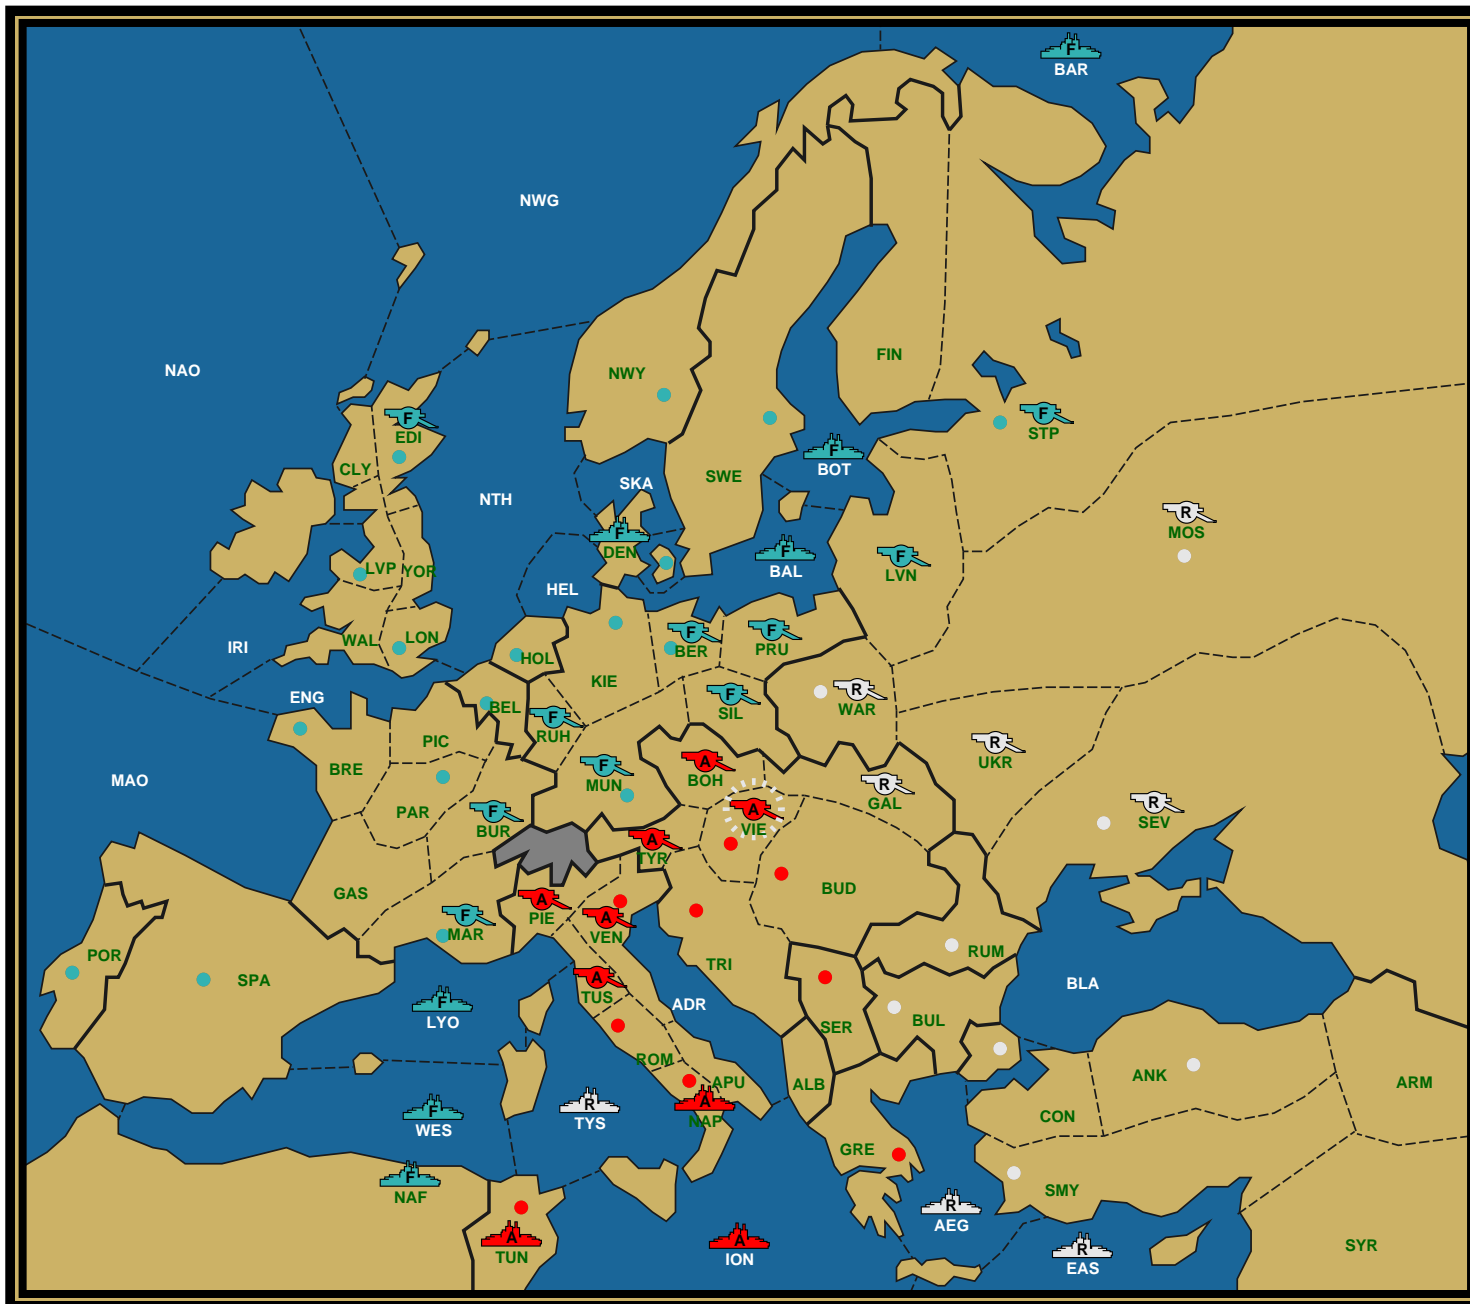 F
BAR
NWG
NAO
FIN
NWY
F
EDI
F
STP
CLY
F
BOT
SKA
SWE
NTH
R
MOS
F
DEN
F
BAL
F
LVN
LVP
YOR
HEL
F
BER
F
PRU
WAL
LON
IRI
HOL
KIE
ENG
BEL
F
RUH
F
SIL
R
WAR
PIC
R
UKR
BRE
F
MUN
A
BOH
R
GAL
MAO
PAR
F
BUR
A
VIE
R
SEV
A
TYR
GAS
BUD
A
PIE
F
MAR
A
VEN
POR
SPA
TRI
RUM
A
TUS
BLA
F
LYO
ADR
SER
BUL
ROM
APU
ALB
ANK
ARM
F
WES
R
TYS
A
NAP
CON
GRE
F
NAF
SMY
R
AEG
A
TUN
A
ION
R
EAS
SYR